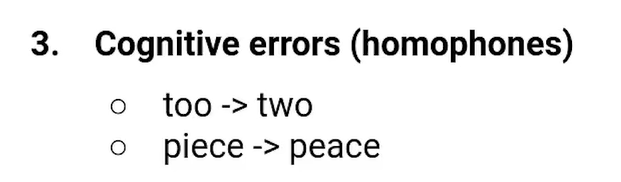 3. Cognitive errors (homophones)
○ too -> two
○ piece -> peace